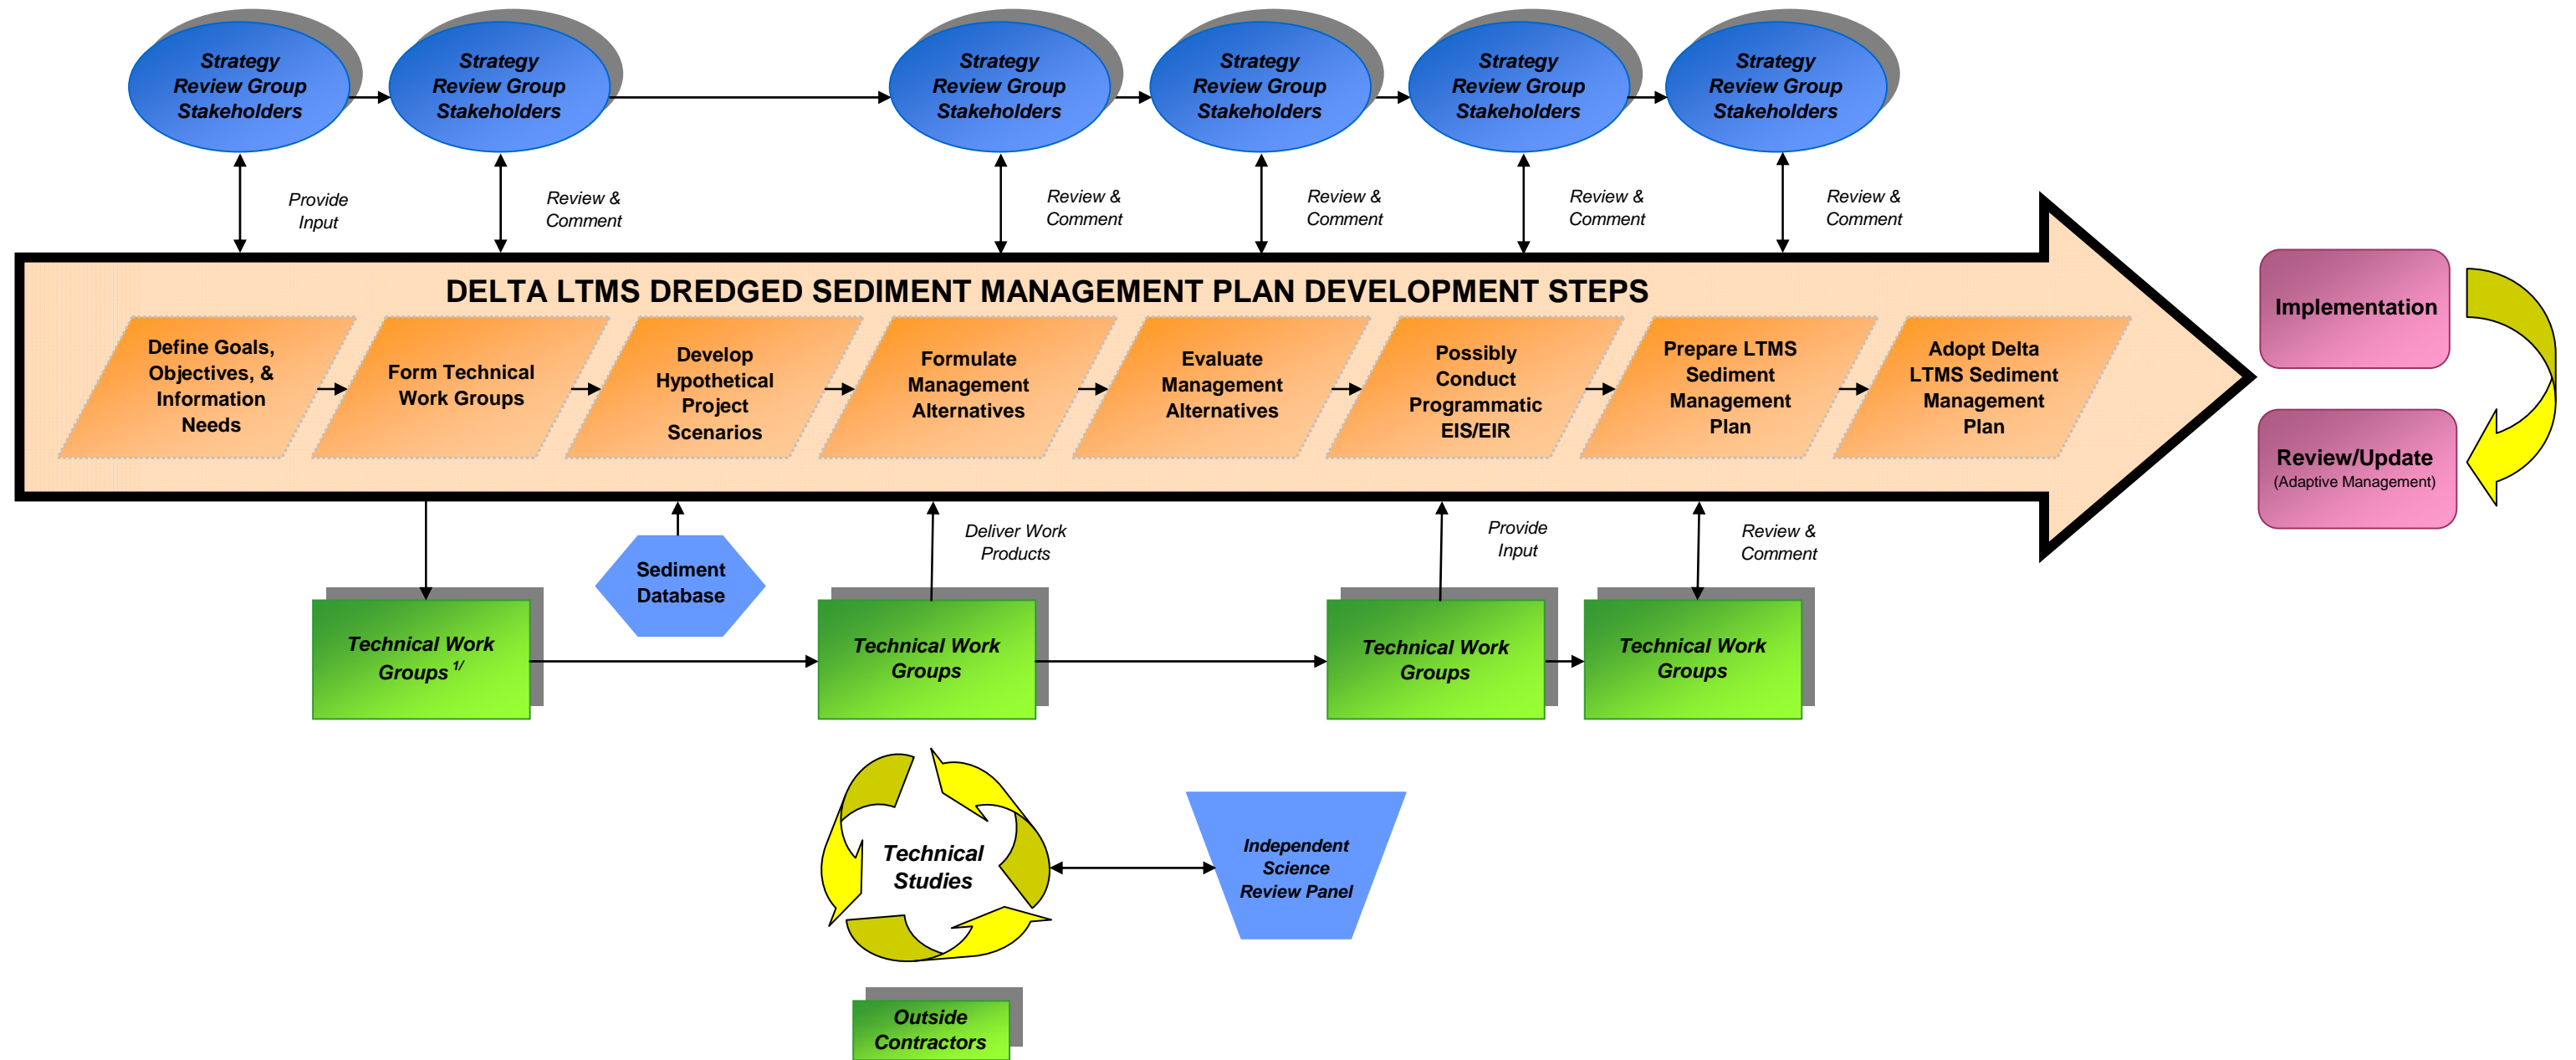 Strategy
Review Group
Stakeholders
Strategy
Review Group
Stakeholders
Strategy
Review Group
Stakeholders
Strategy
Review Group
Stakeholders
Strategy
Review Group
Stakeholders
Strategy
Review Group
Stakeholders
Provide
Input
Review &
Comment
Review &
Comment
Review &
Comment
Review &
Comment
Review &
Comment
DELTA LTMS DREDGED SEDIMENT MANAGEMENT PLAN DEVELOPMENT STEPS
Define Goals,
Objectives, &
Information
Needs
Form Technical
Work Groups
Develop
Hypothetical
Project
Scenarios
Formulate
Management
Alternatives
Evaluate
Management
Alternatives
Possibly
Conduct
Programmatic
EIS/EIR
Prepare LTMS
Sediment
Management
Plan
Adopt Delta
LTMS Sediment
Management
Plan
Implementation
Review/Update
(Adaptive Management)
Sediment
Database
Deliver Work
Products
Provide
Input
Review &
Comment
Technical Work
Groups 1/
Technical Work
Groups
Technical Work
Groups
Technical Work
Groups
Technical
Studies
Independent
Science
Review Panel
Outside
Contractors